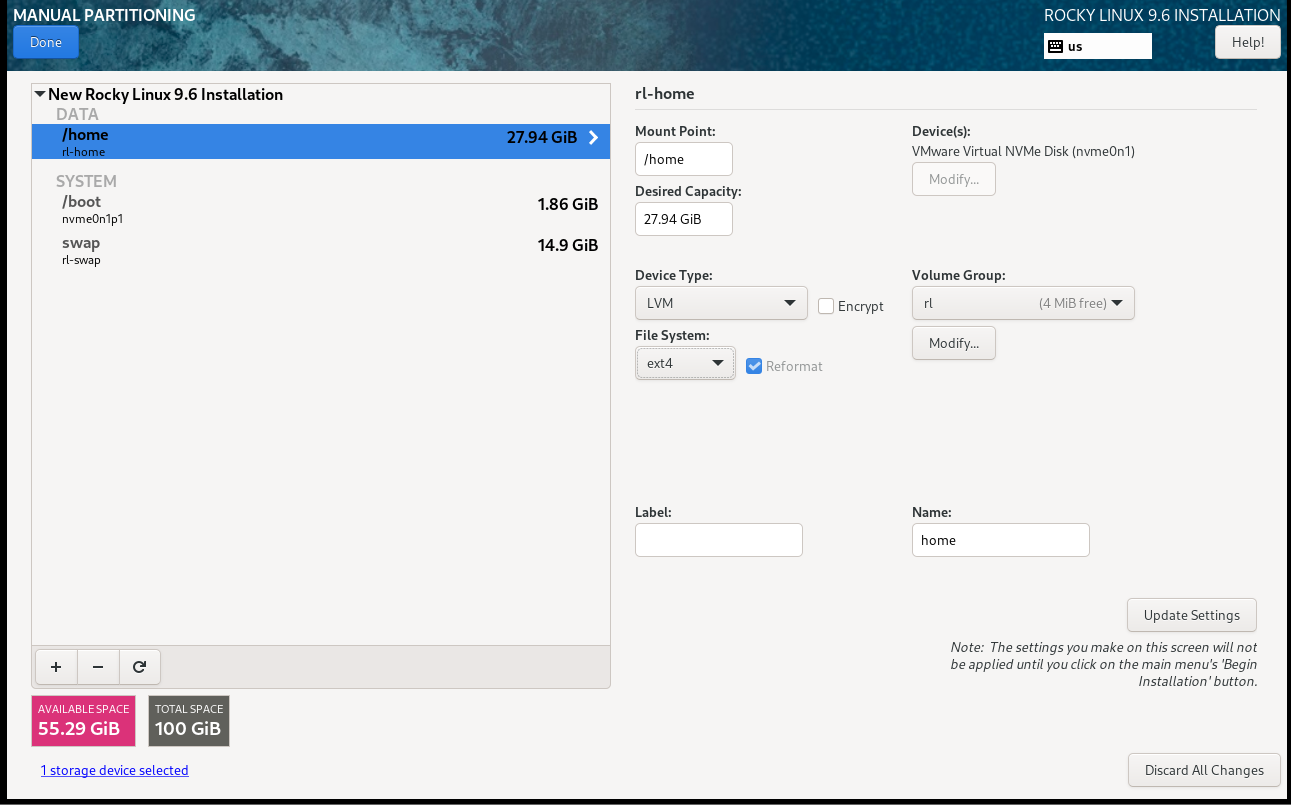 MANUAL PARTITIONING
ROCKY LINUX 9.6 INSTALLATION
Done
us
Help!
New Rocky Linux 9.6 Installation
DATA
/home
27.94 GiB
rl-home
SYSTEM
/boot
1.86 GiB
nvme0n1p1
swap
14.9 GiB
rl-swap
AVAILABLE SPACE
55.29 GiB
TOTAL SPACE
100 GiB
1 storage device selected
rl-home
Mount Point:
/home
Device(s):
VMware Virtual NVMe Disk (nvme0n1)
Modify...
Desired Capacity:
27.94 GiB
Device Type:
LVM
Encrypt
Volume Group:
rl (4 MiB free)
Modify...
File System:
ext4
Reformat
Label:
Name:
home
Update Settings
Note: The settings you make on this screen will not
be applied until you click on the main menu's 'Begin
Installation' button.
Discard All Changes